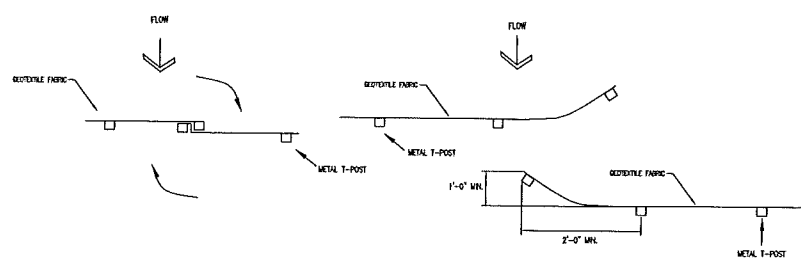 FLOW
GEOTEXTILE FABRIC
METAL T-POST
FLOW
GEOTEXTILE FABRIC
METAL T-POST
1'-0" MIN.
GEOTEXTILE FABRIC
2'-0" MIN.
METAL T-POST